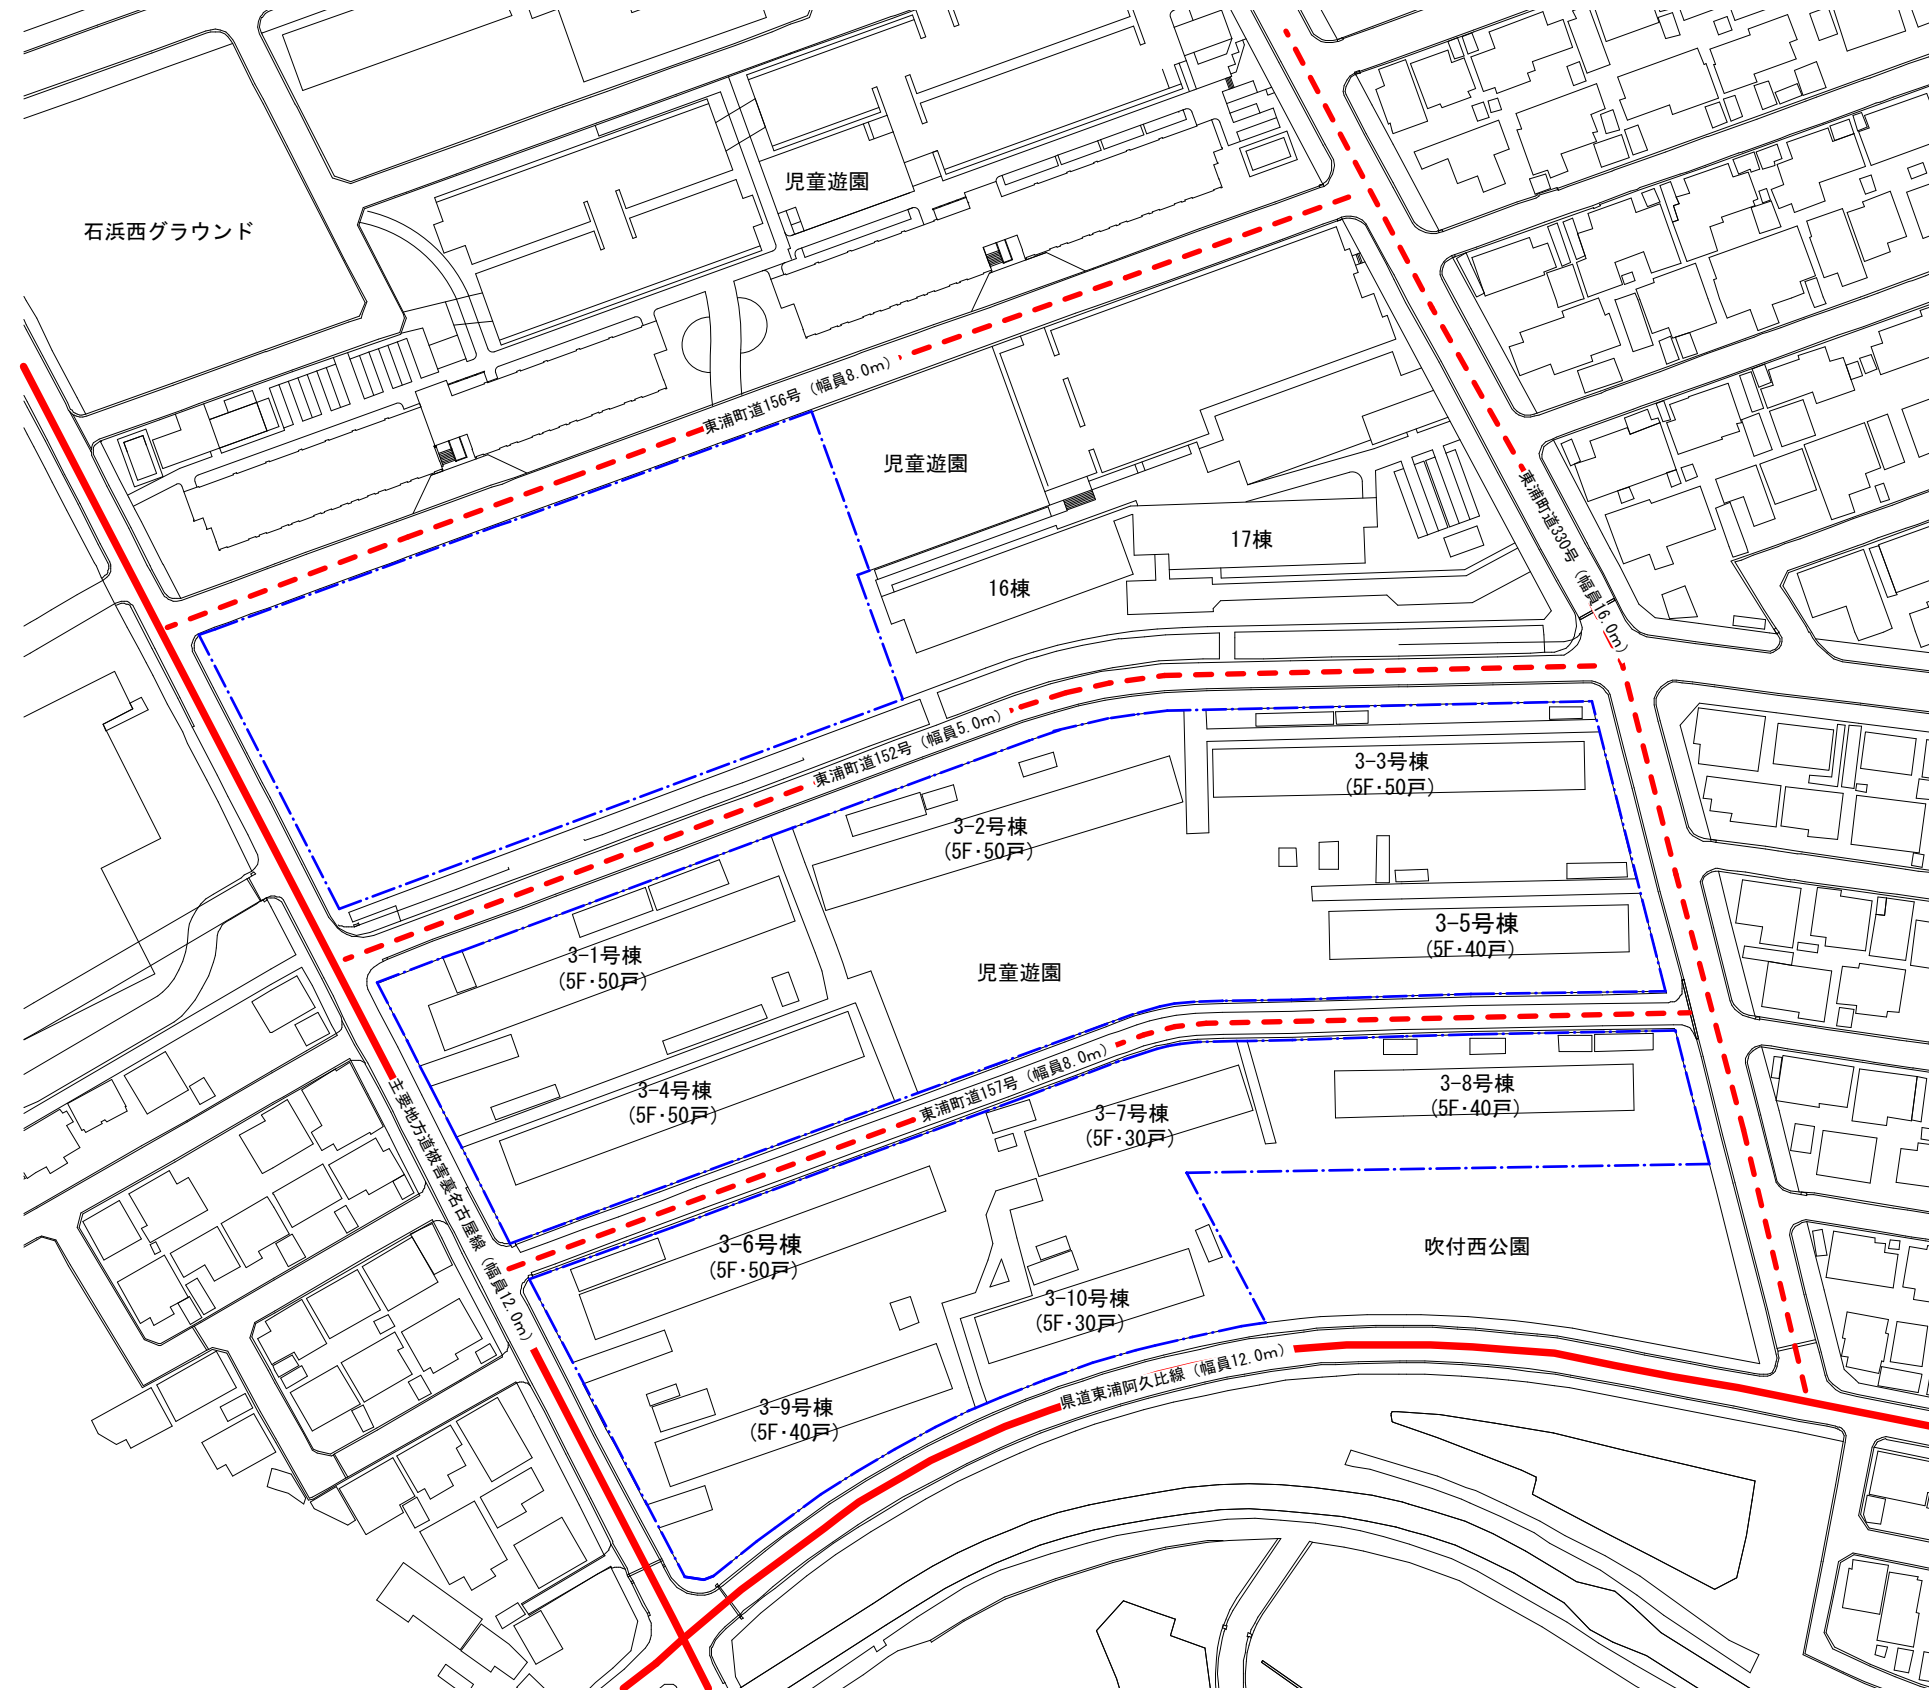 児童遊園
石浜西グラウンド
東浦町道156号（幅員8.0m）
児童遊園
東浦町道330号（幅員16.0m）
17棟
16棟
東浦町道152号（幅員5.0m）
3-3号棟
(5F・50戸)
3-2号棟
(5F・50戸)
3-5号棟
(5F・40戸)
3-1号棟
(5F・50戸)
児童遊園
東浦町道157号（幅員8.0m）
3-4号棟
(5F・50戸)
3-8号棟
(5F・40戸)
3-7号棟
(5F・30戸)
主要地方道被害裏名古屋線（幅員12.0m）
3-6号棟
(5F・50戸)
吹付西公園
3-10号棟
(5F・30戸)
県道東浦阿久比線（幅員12.0m）
3-9号棟
(5F・40戸)